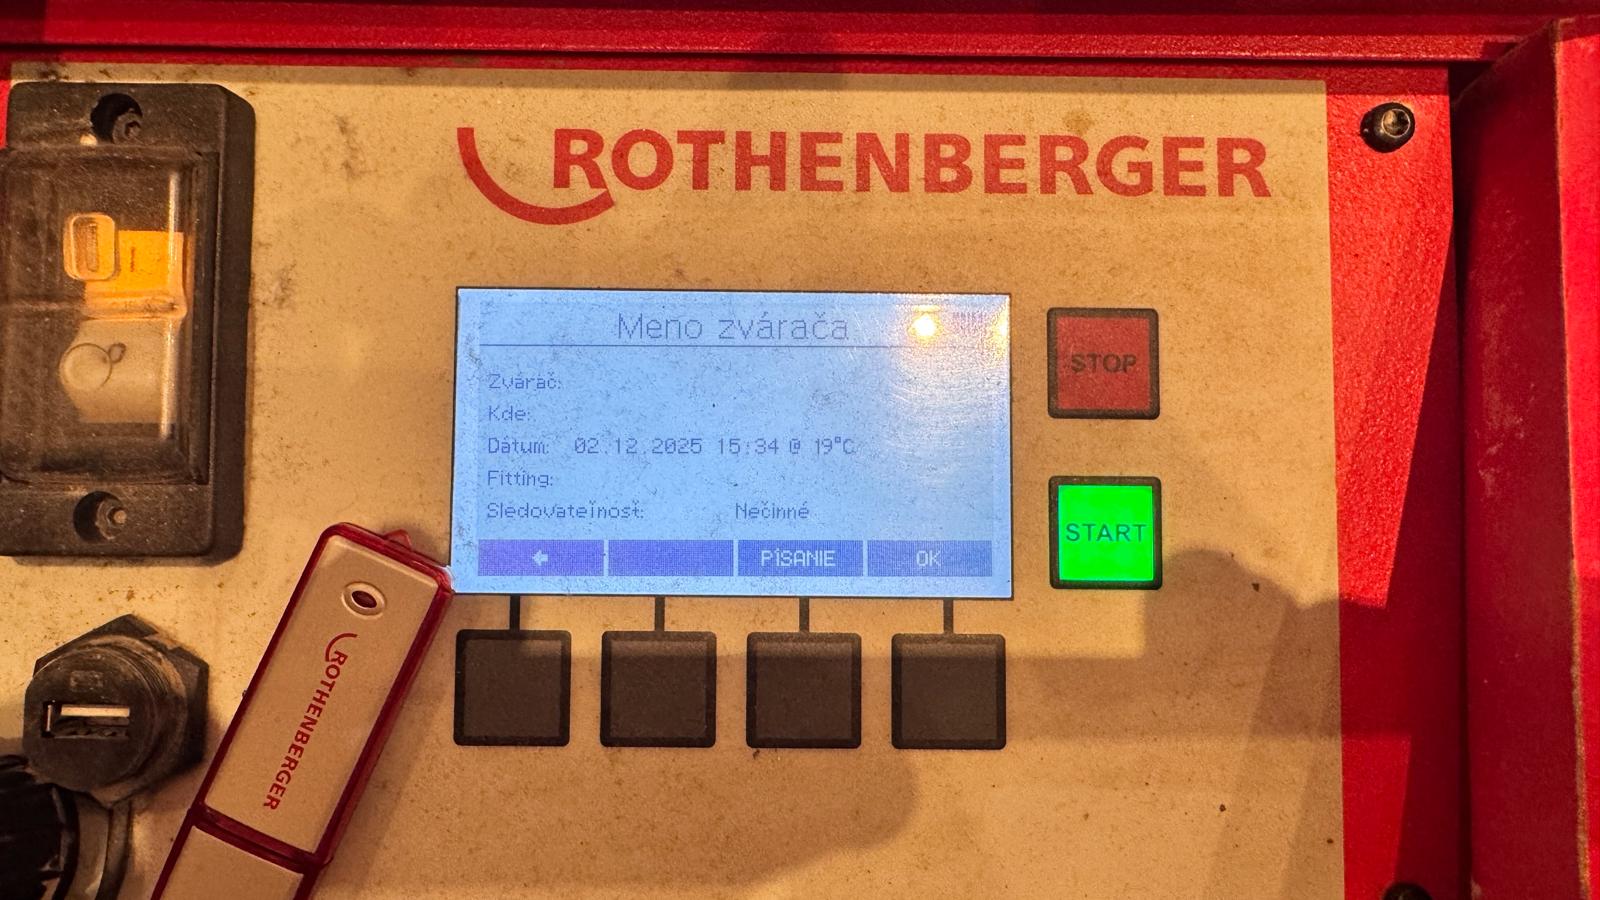 ROTHENBERGER
Meno zvárača
Zvárač:
Kde:
Dátum: 02.12.2025 15:34 @ 19°C
Fitting:
Sledovateľnosť: Nečinné
PÍSANIE OK
STOP
START
ROTHENBERGER